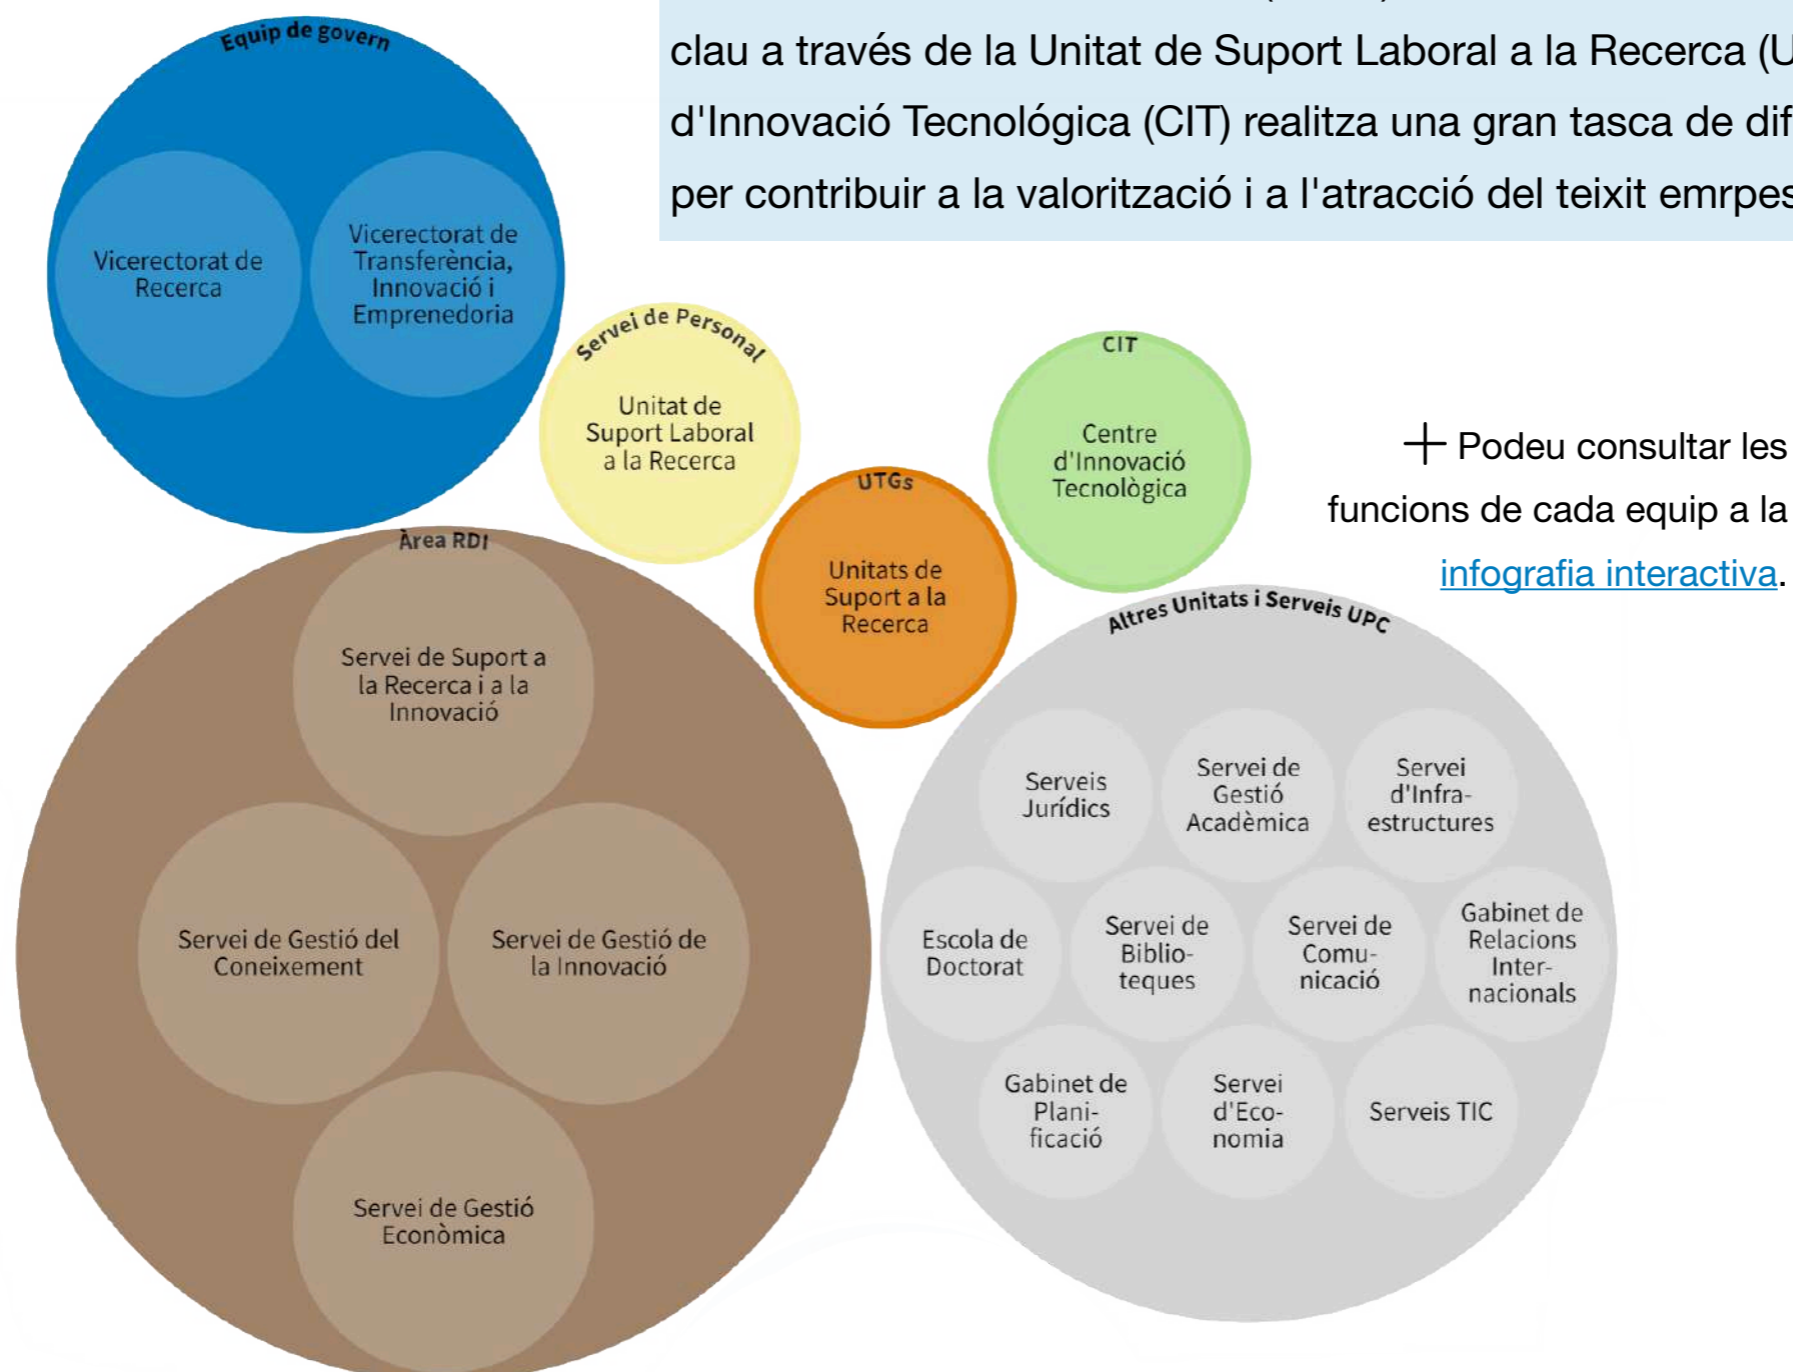 clau a través de la Unitat de Suport Laboral a la Recerca (U
d'Innovació Tecnológica (CIT) realitza una gran tasca de dif
per contribuir a la valorització i a l'atracció del teixit emrpes
Equip de govern
Vicerectorat de
Recerca
Vicerectorat de
Transferència,
Innovació i
Emprenedoria
Servei de Personal
Unitat de
Suport Laboral
a la Recerca
CIT
Centre
d'Innovació
Tecnològica
UTGs
Unitats de
Suport a la
Recerca
+ Podeu consultar les
funcions de cada equip a la
infografia interactiva.
Àrea RDI
Servei de Suport a
la Recerca i a la
Innovació
Servei de Gestió del
Coneixement
Servei de Gestió de
la Innovació
Servei de Gestió
Econòmica
Altres Unitats i Serveis UPC
Serveis
Jurídics
Servei de
Gestió
Acadèmica
Servei
d'Infra-
estructures
Escola de
Doctorat
Servei de
Biblio-
teques
Servei de
Comu-
nicació
Gabinet de
Relacions
Inter-
nacionals
Gabinet de
Plani-
ficació
Servei
d'Eco-
nomia
Serveis TIC